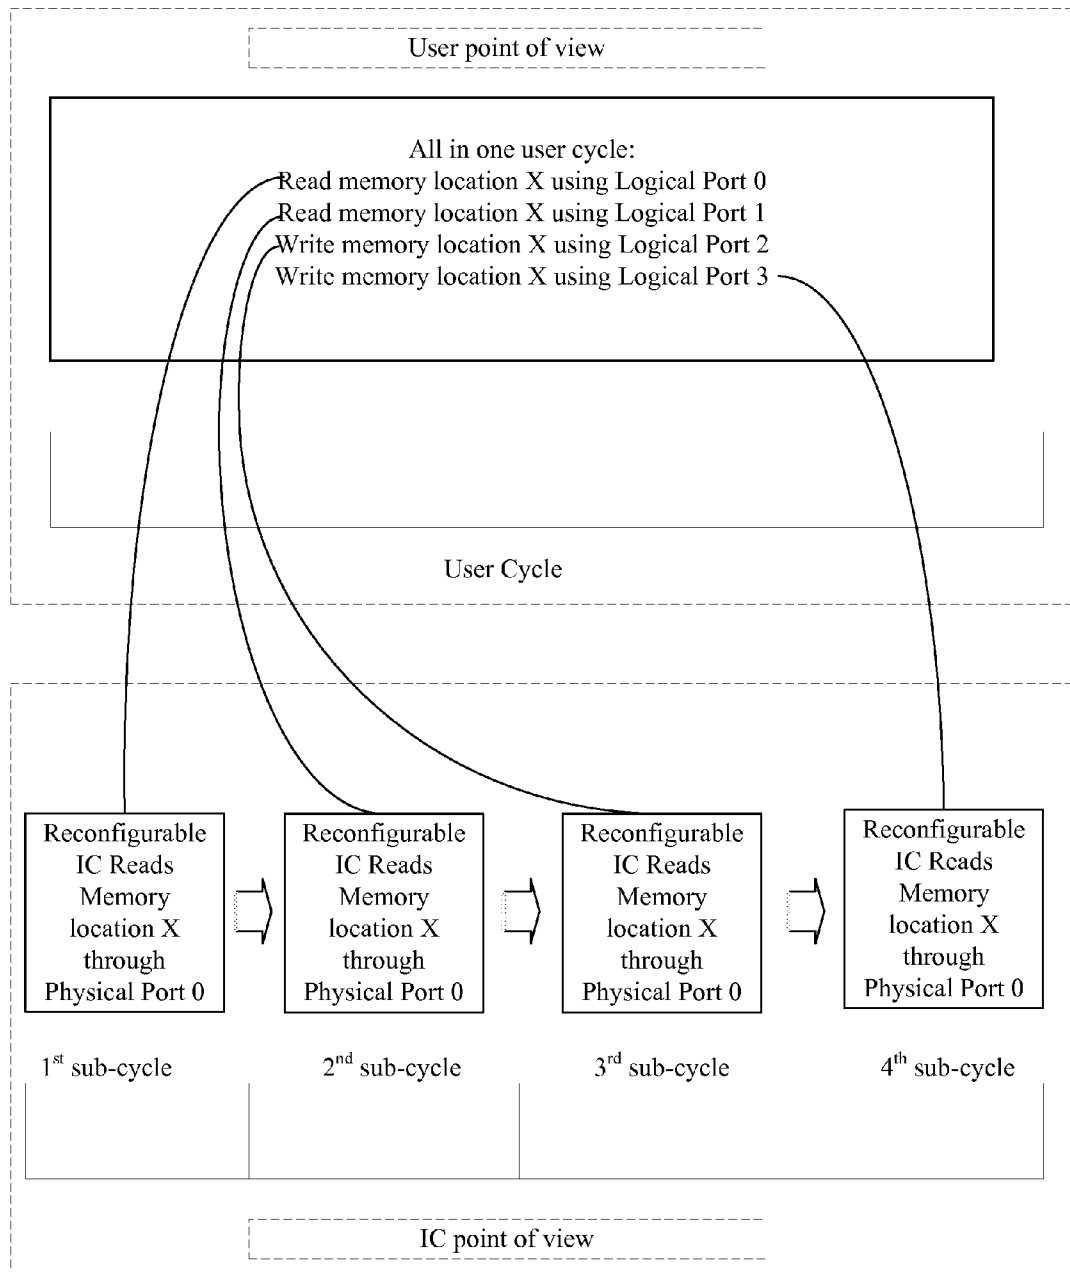 User point of view
All in one user cycle:
Read memory location X using Logical Port 0
Read memory location X using Logical Port 1
Write memory location X using Logical Port 2
Write memory location X using Logical Port 3
User Cycle
Reconfigurable
IC Reads
Memory
location X
through
Physical Port 0
Reconfigurable
IC Reads
Memory
location X
through
Physical Port 0
Reconfigurable
IC Reads
Memory
location X
through
Physical Port 0
Reconfigurable
IC Reads
Memory
location X
through
Physical Port 0
1st sub-cycle
2nd sub-cycle
3rd sub-cycle
4th sub-cycle
IC point of view